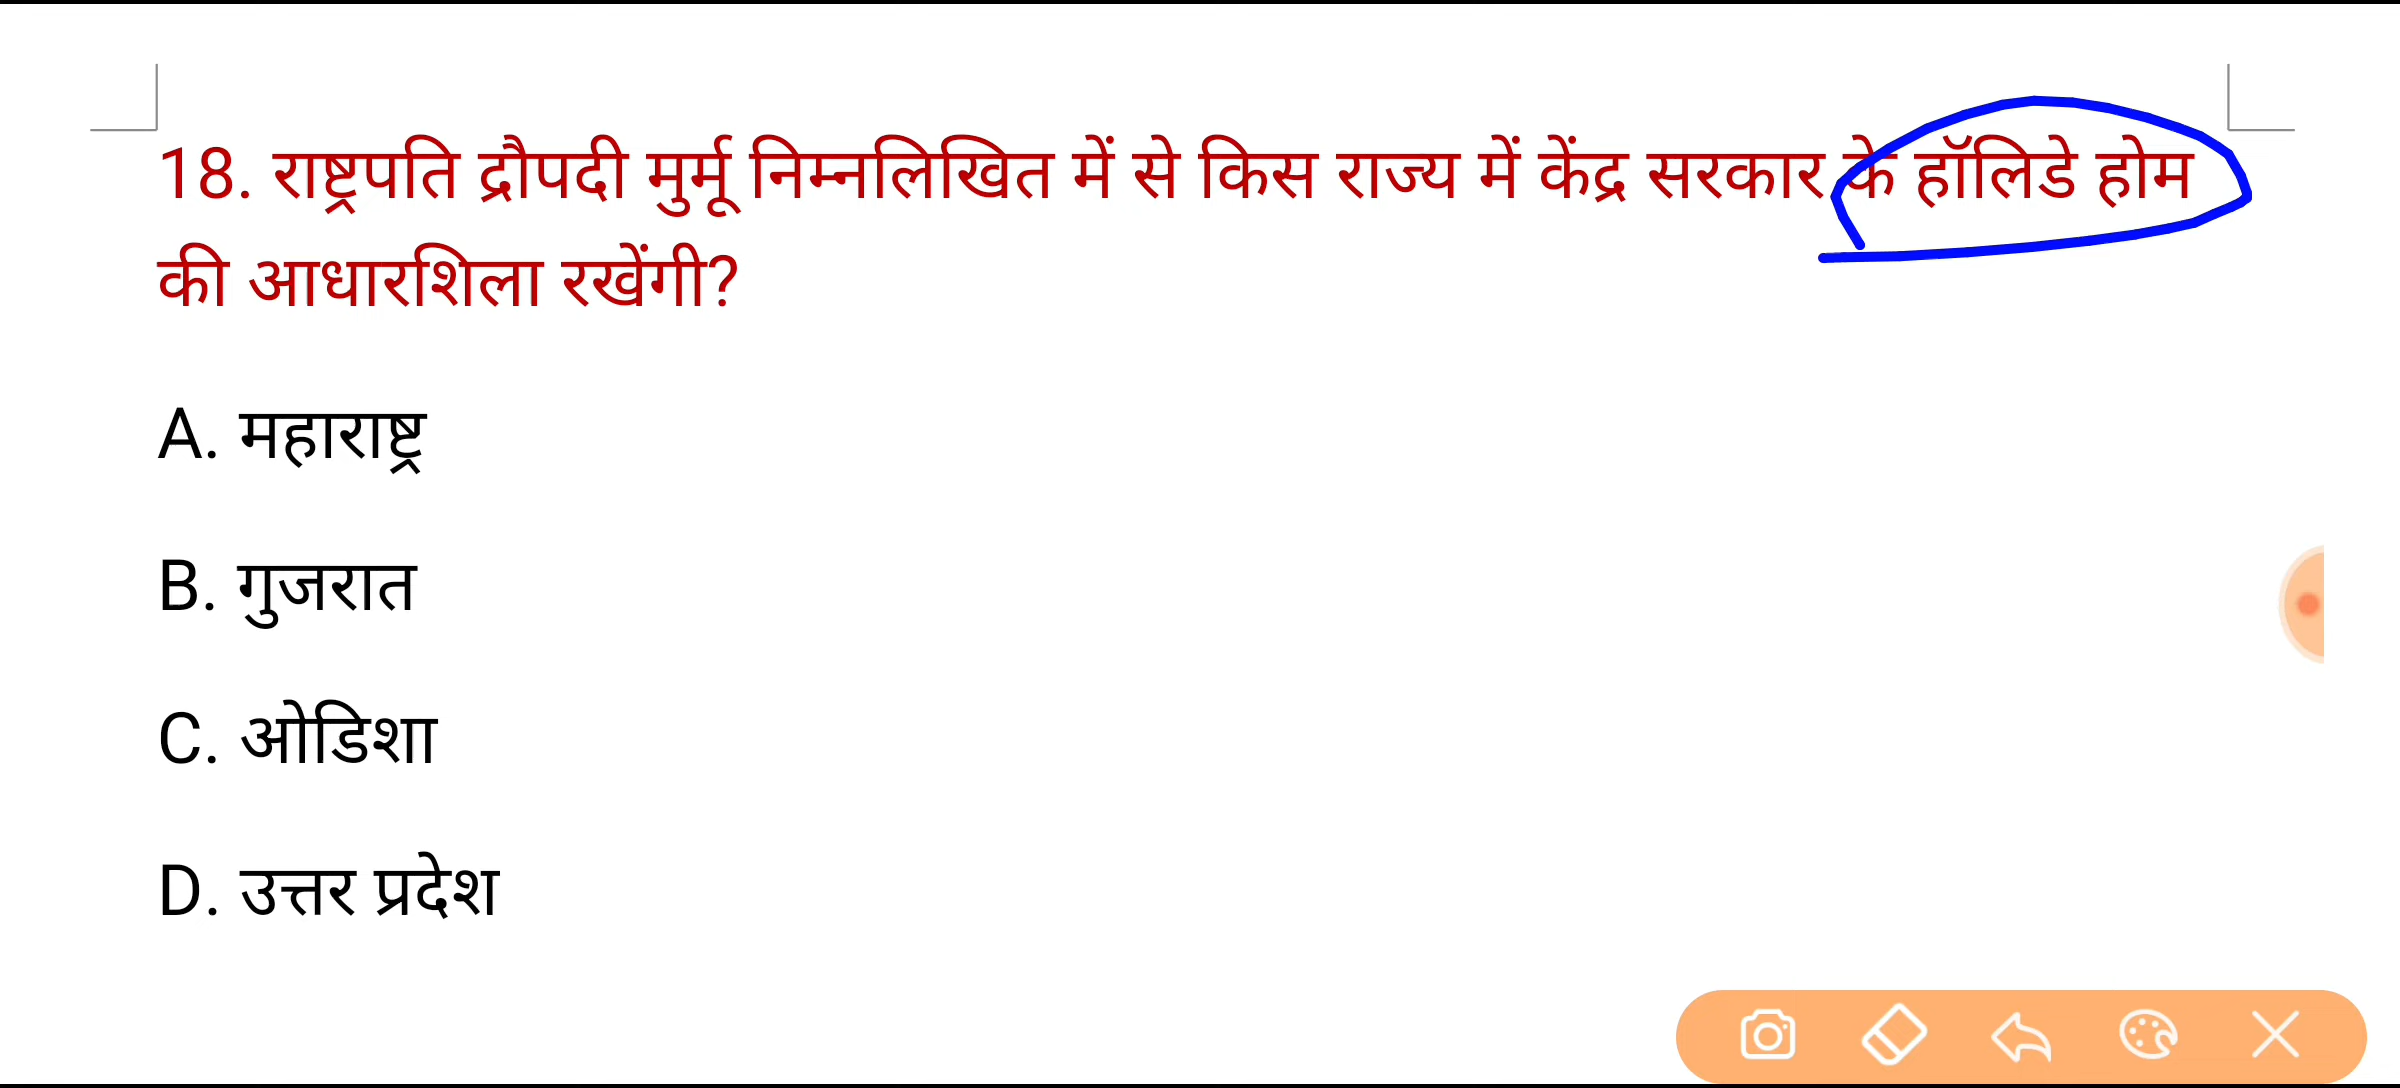 18. राष्ट्रपति द्रौपदी मुर्मू निम्नलिखित में से किस राज्य में केंद्र सरकार के हॉलिडे होम
की आधारशिला रखेंगी?
A. महाराष्ट्र
B. गुजरात
C. ओडिशा
D. उत्तर प्रदेश